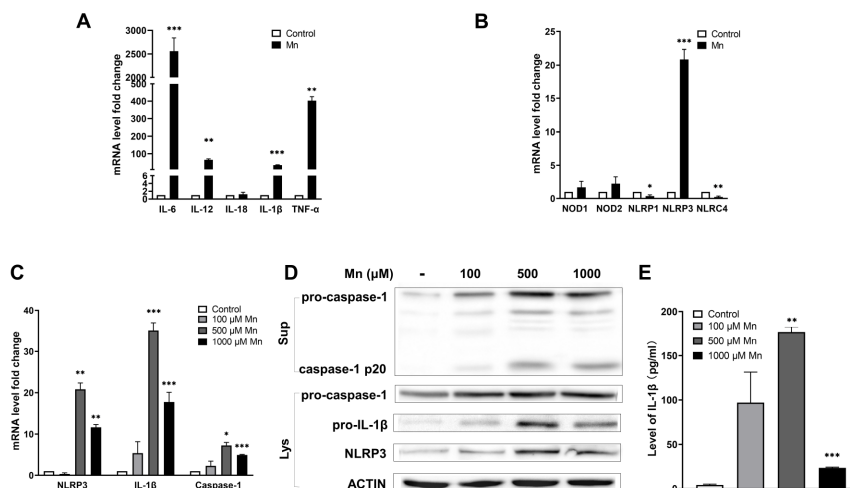 A
mRNA level fold change
3000
2500
2000
500
400
300
200
100
6
4
2
0
***
**
***
**
Control
Mn
IL-6 IL-12 IL-18 IL-1β TNF-α
B
mRNA level fold change
25
20
15
10
5
0
*
***
**
Control
Mn
NOD1 NOD2 NLRP1 NLRP3 NLRC4
C
mRNA level fold change
40
30
20
10
0
**
**
***
***
*
***
Control
100 μM Mn
500 μM Mn
1000 μM Mn
NLRP3 IL-1β Caspase-1
D
Mn (μM) - 100 500 1000
Sup
pro-caspase-1
caspase-1 p20
Lys
pro-caspase-1
pro-IL-1β
NLRP3
ACTIN
E
Level of IL-1β (pg/ml)
200
150
100
50
0
**
***
Control
100 μM Mn
500 μM Mn
1000 μM Mn